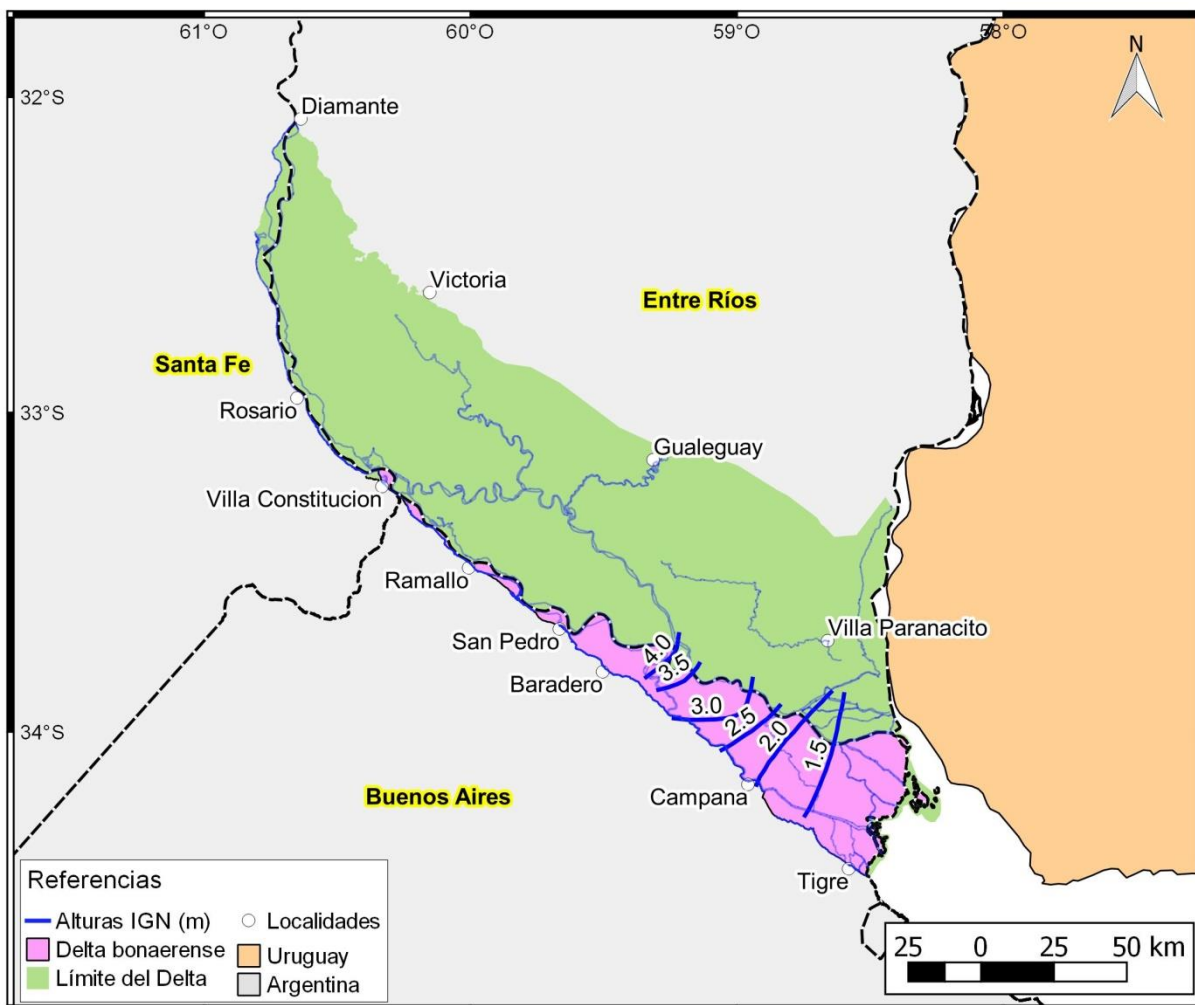 61°O
60°O
59°O
58°O
N
32°S
Diamante
Victoria
Entre Ríos
Santa Fe
33°S
Rosario
Gualeguay
Villa Constitucion
Ramallo
San Pedro
Villa Paranacito
4.0
3.5
Baradero
3.0
2.5
2.0
1.5
34°S
Campana
Buenos Aires
Tigre
Referencias
Alturas IGN (m)
Localidades
Delta bonaerense
Uruguay
Límite del Delta
Argentina
25 0 25 50 km